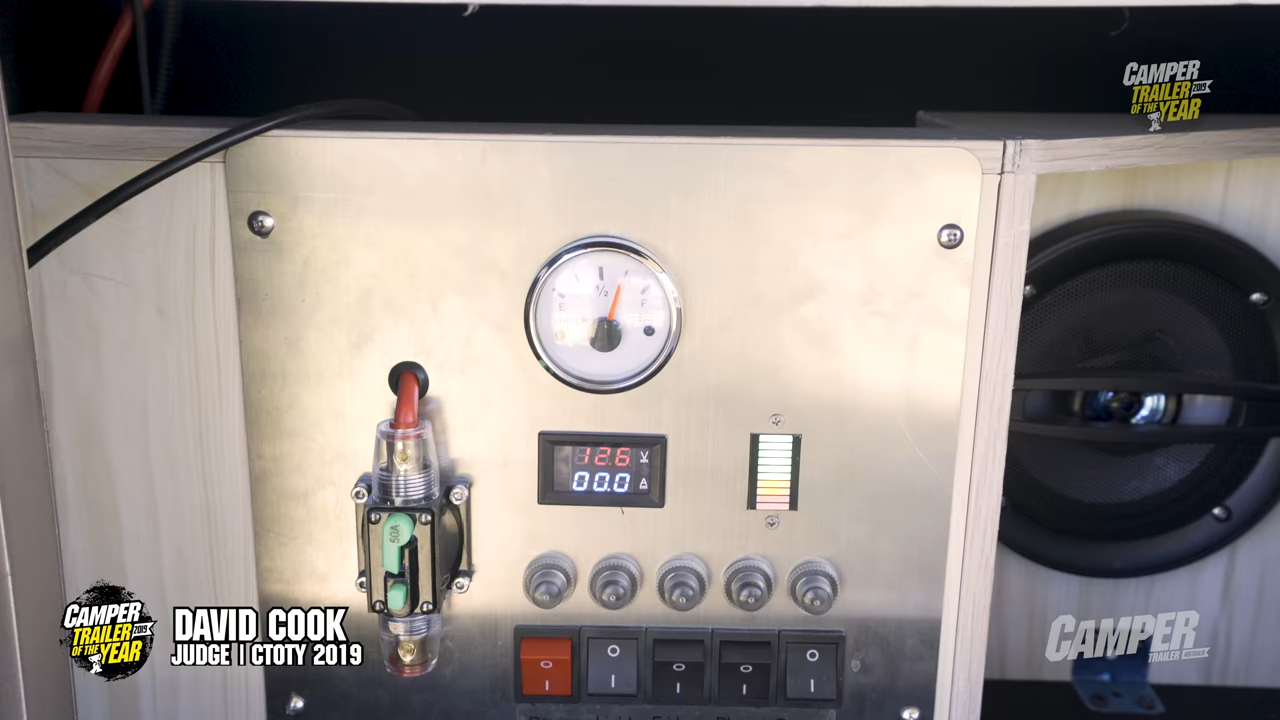 CAMPER
TRAILER 2019
OF THE YEAR
1/2
E
F
12.6 V
00.0 A
50A
CAMPER
TRAILER 2019
OF THE YEAR
DAVID COOK
JUDGE | CTOTY 2019
CAMPER
TRAILER